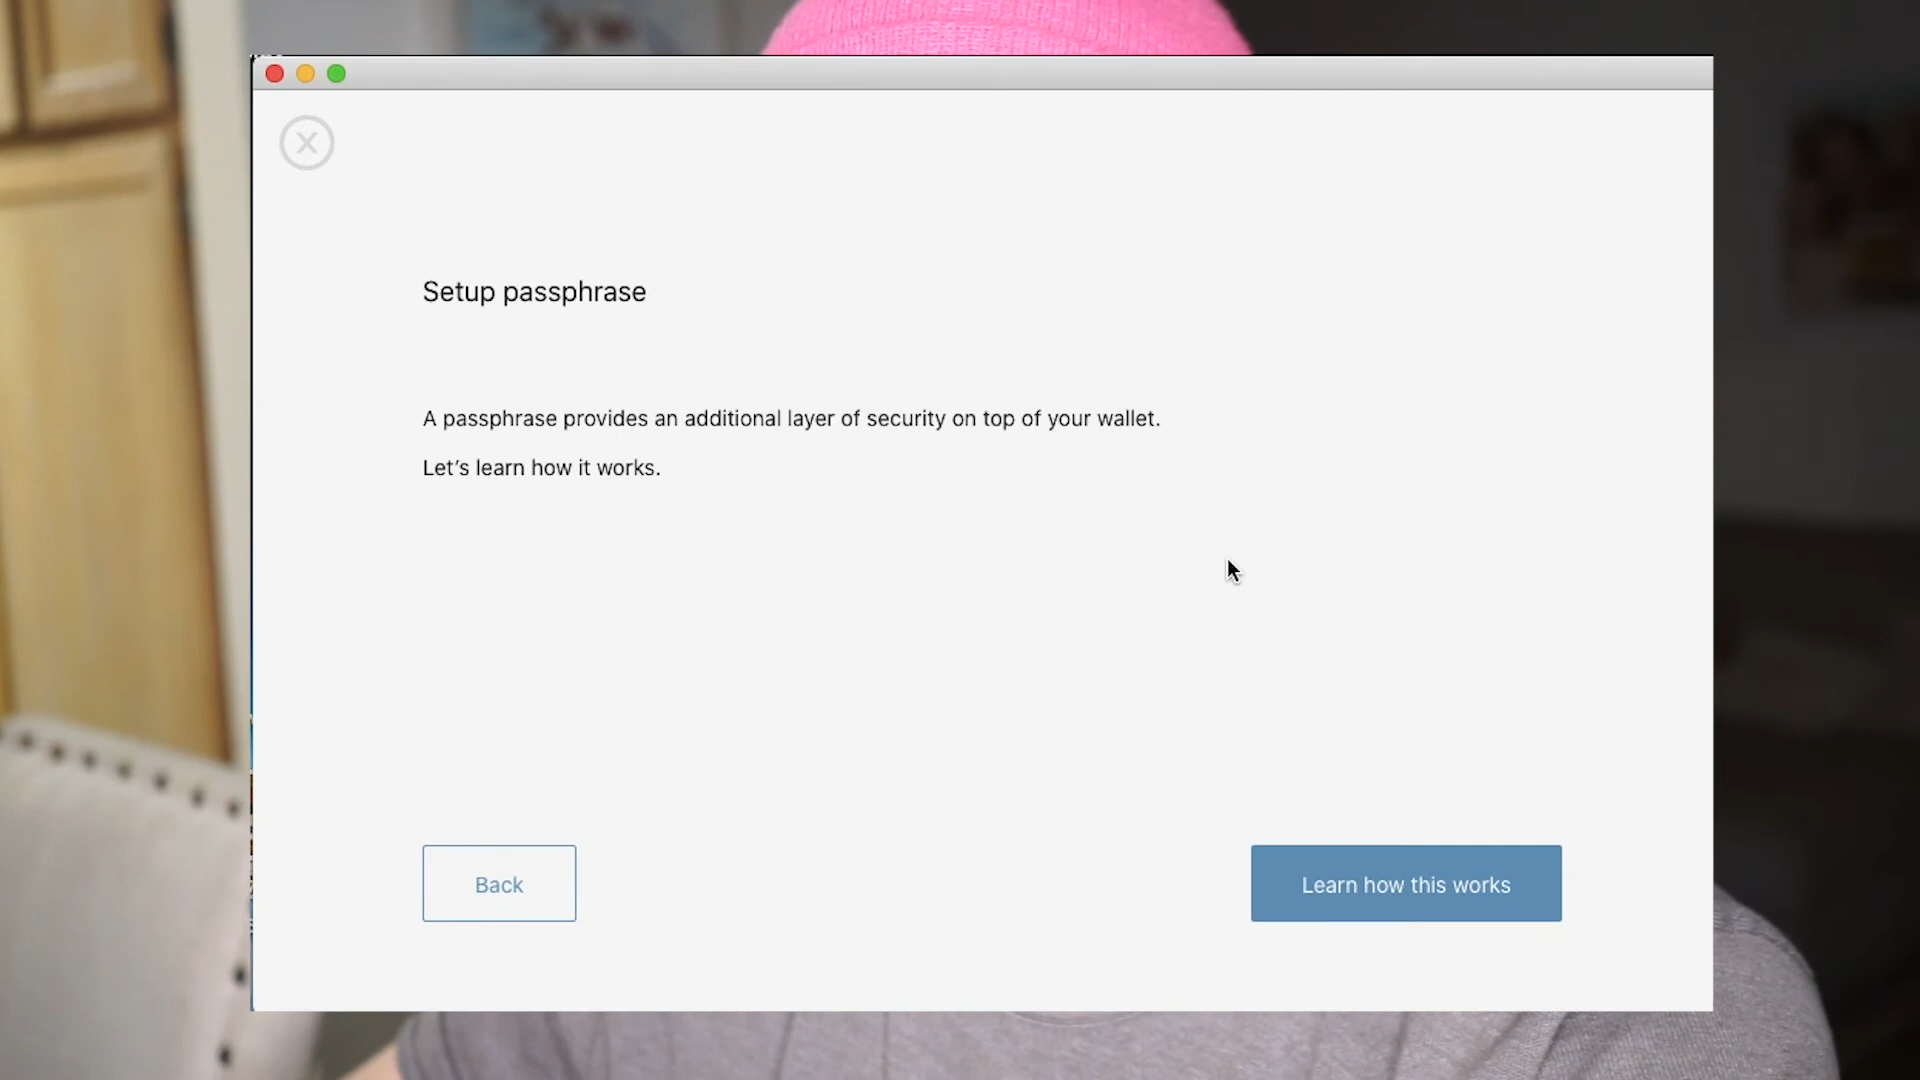 Setup passphrase
A passphrase provides an additional layer of security on top of your wallet.
Let’s learn how it works.
Back
Learn how this works